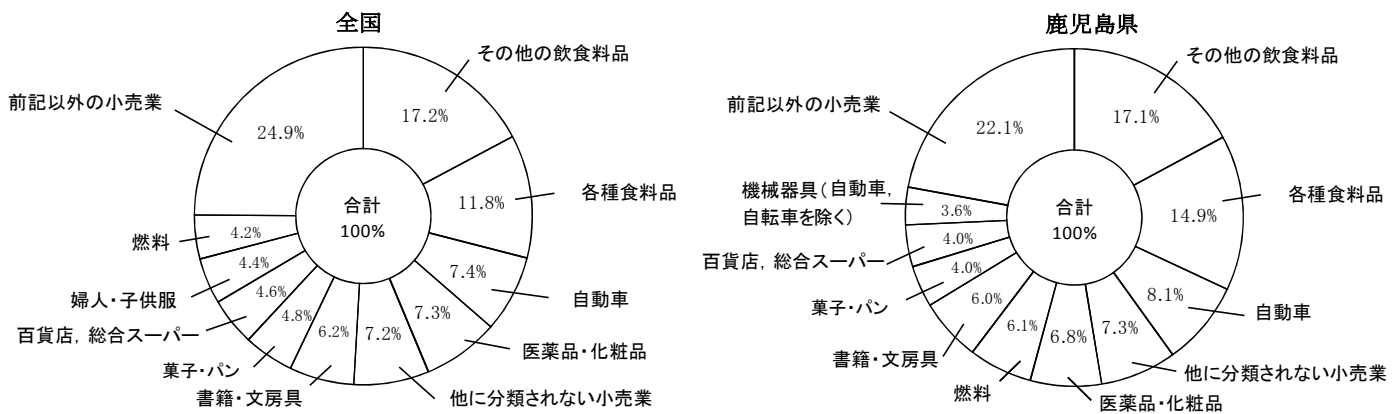 全国
その他の飲食料品
17.2%
各種食料品
11.8%
自動車
7.4%
医薬品・化粧品
7.3%
他に分類されない小売業
7.2%
書籍・文房具
6.2%
菓子・パン
4.8%
百貨店，総合スーパー
4.6%
婦人・子供服
4.4%
燃料
4.2%
前記以外の小売業
24.9%
合計
100%
鹿児島県
その他の飲食料品
17.1%
各種食料品
14.9%
自動車
8.1%
他に分類されない小売業
7.3%
医薬品・化粧品
6.8%
燃料
6.1%
書籍・文房具
6.0%
菓子・パン
4.0%
百貨店，総合スーパー
4.0%
機械器具（自動車，
自転車を除く）
3.6%
前記以外の小売業
22.1%
合計
100%